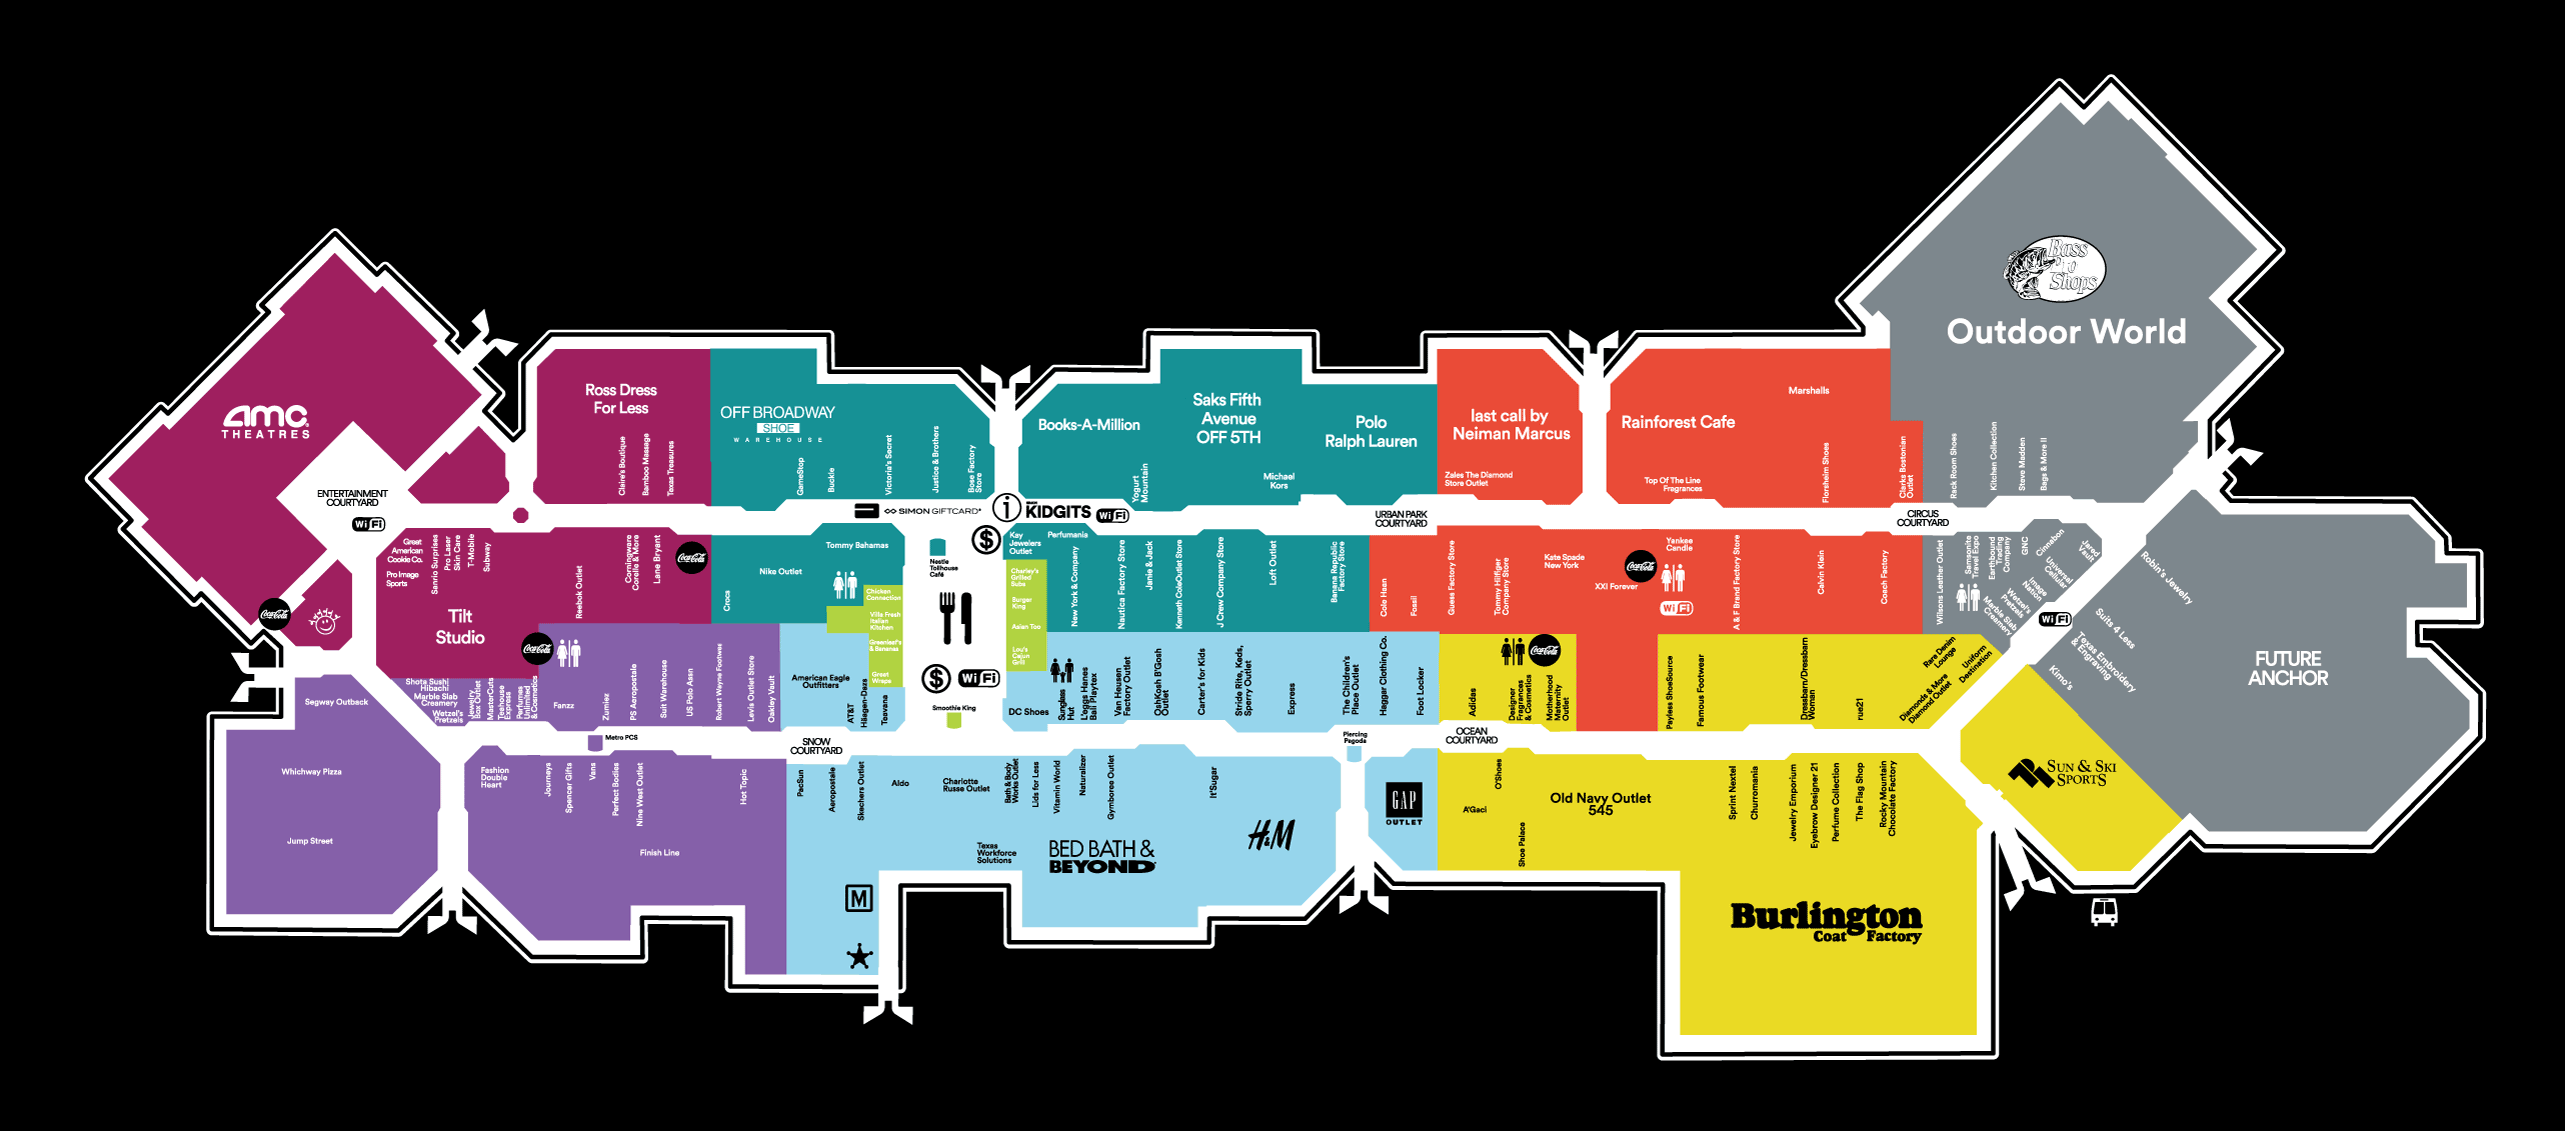 Bass
Pro
Shops
Outdoor World
amc
THEATRES
ENTERTAINMENT
COURTYARD
WiFi
Ross Dress
For Less
Claire's Boutique
Bamboo Massage
Texas Treasures
OFF BROADWAY
SHOE
WAREHOUSE
GameStop
Buckle
Victoria's Secret
Justice & Brothers
Bose Factory
Store
SIMON GIFTCARD
KIDGITS
WiFi
Books-A-Million
Yogurt
Mountain
Saks Fifth
Avenue
OFF 5TH
Michael
Kors
Polo
Ralph Lauren
URBAN PARK
COURTYARD
last call by
Neiman Marcus
Zales The Diamond
Store Outlet
Rainforest Cafe
Marshalls
Top Of The Line
Fragrances
Florsheim Shoes
Clarks Bostonian
Outlet
CIRCUS
COURTYARD
Rack Room Shoes
Kitchen Collection
Steve Madden
Bags & More II
Great
American
Cookie Co.
Pro Image
Sports
Sanrio Surprises
Pro Laser
Skin Care
T-Mobile
Subway
Tilt
Studio
Coca-Cola
Reebok Outlet
Corningware
Corelle & More
Lane Bryant
Coca-Cola
Nike Outlet
Crocs
Tommy Bahamas
Chicken
Connection
Villa Fresh
Italian
Kitchen
Greenleaf's
& Bananas
Great
Wraps
Nestle
Tollhouse
Café
$
Kay
Jewelers
Outlet
Perfumania
Charley's
Grilled
Subs
Burger
King
Asian Too
Lou's
Cajun
Grill
New York & Company
Nautica Factory Store
Janie & Jack
Kenneth ColeOutlet Store
J Crew Company Store
Loft Outlet
Banana Republic
Factory Store
Cole Haan
Fossil
Guess Factory Store
Tommy Hilfiger
Company Store
Kate Spade
New York
XXI Forever
Coca-Cola
Yankee
Candle
WiFi
A & F Brand Factory Store
Calvin Klein
Coach Factory
Wilsons Leather Outlet
Samsonite
Travel Expo
Earthbound
Trading
Company
GNC
Cinnabon
Jared
Vault
Universal
Cellular
Image
Nation
Wetzel's
Pretzels
Marble Slab
Creamery
WiFi
Robin's Jewelry
Suits 4 Less
Texas Embroidery
& Engraving
Kimo's
FUTURE
ANCHOR
Coca-Cola
Segway Outback
Shota Sushi
Hibachi
Marble Slab
Creamery
Wetzel's
Pretzels
Jewelry
Box Outlet
MasterCuts
Teehouse
Express
Perfumes
Unlimited
& Cosmetics
Fanzz
Zumiez
PS Aeropostale
Suit Warehouse
US Polo Assn
Robert Wayne Footwear
Levis Outlet Store
Oakley Vault
American Eagle
Outfitters
AT&T
Häagen-Dazs
Teavana
$
WiFi
Smoothie King
DC Shoes
Sunglass
Hut
L'eggs Hanes
Bali Playtex
Van Heusen
Factory Outlet
OshKosh B'Gosh
Outlet
Carter's for Kids
Stride Rite, Keds,
Sperry Outlet
Express
The Children's
Place Outlet
Haggar Clothing Co.
Foot Locker
Adidas
Coca-Cola
Designer
Fragrances
& Cosmetics
Motherhood
Maternity
Outlet
Payless ShoeSource
Famous Footwear
Dressbarn/Dressbarn
Woman
rue21
Diamonds & More
Diamond Outlet
Rare Denim
Lounge
Uniform
Destination
SUN & SKI
SPORTS
Metro PCS
SNOW
COURTYARD
Piercing
Pagoda
OCEAN
COURTYARD
Whichway Pizza
Jump Street
Fashion
Double
Heart
Journeys
Spencer Gifts
Vans
Perfect Bodies
Nine West Outlet
Finish Line
Hot Topic
PacSun
Aeropostale
Skechers Outlet
M
Aldo
Charlotte
Russe Outlet
Texas
Workforce
Solutions
Bath & Body
Works Outlet
Lids for Less
Vitamin World
Naturalizer
Gymboree Outlet
BED BATH &
BEYOND
It'Sugar
H&M
GAP
OUTLET
A'Gaci
O'Shoes
Shoe Palace
Old Navy Outlet
545
Sprint Nextel
Churromania
Jewelry Emporium
Eyebrow Designer 21
Perfume Collection
The Flag Shop
Rocky Mountain
Chocolate Factory
Burlington
Coat Factory